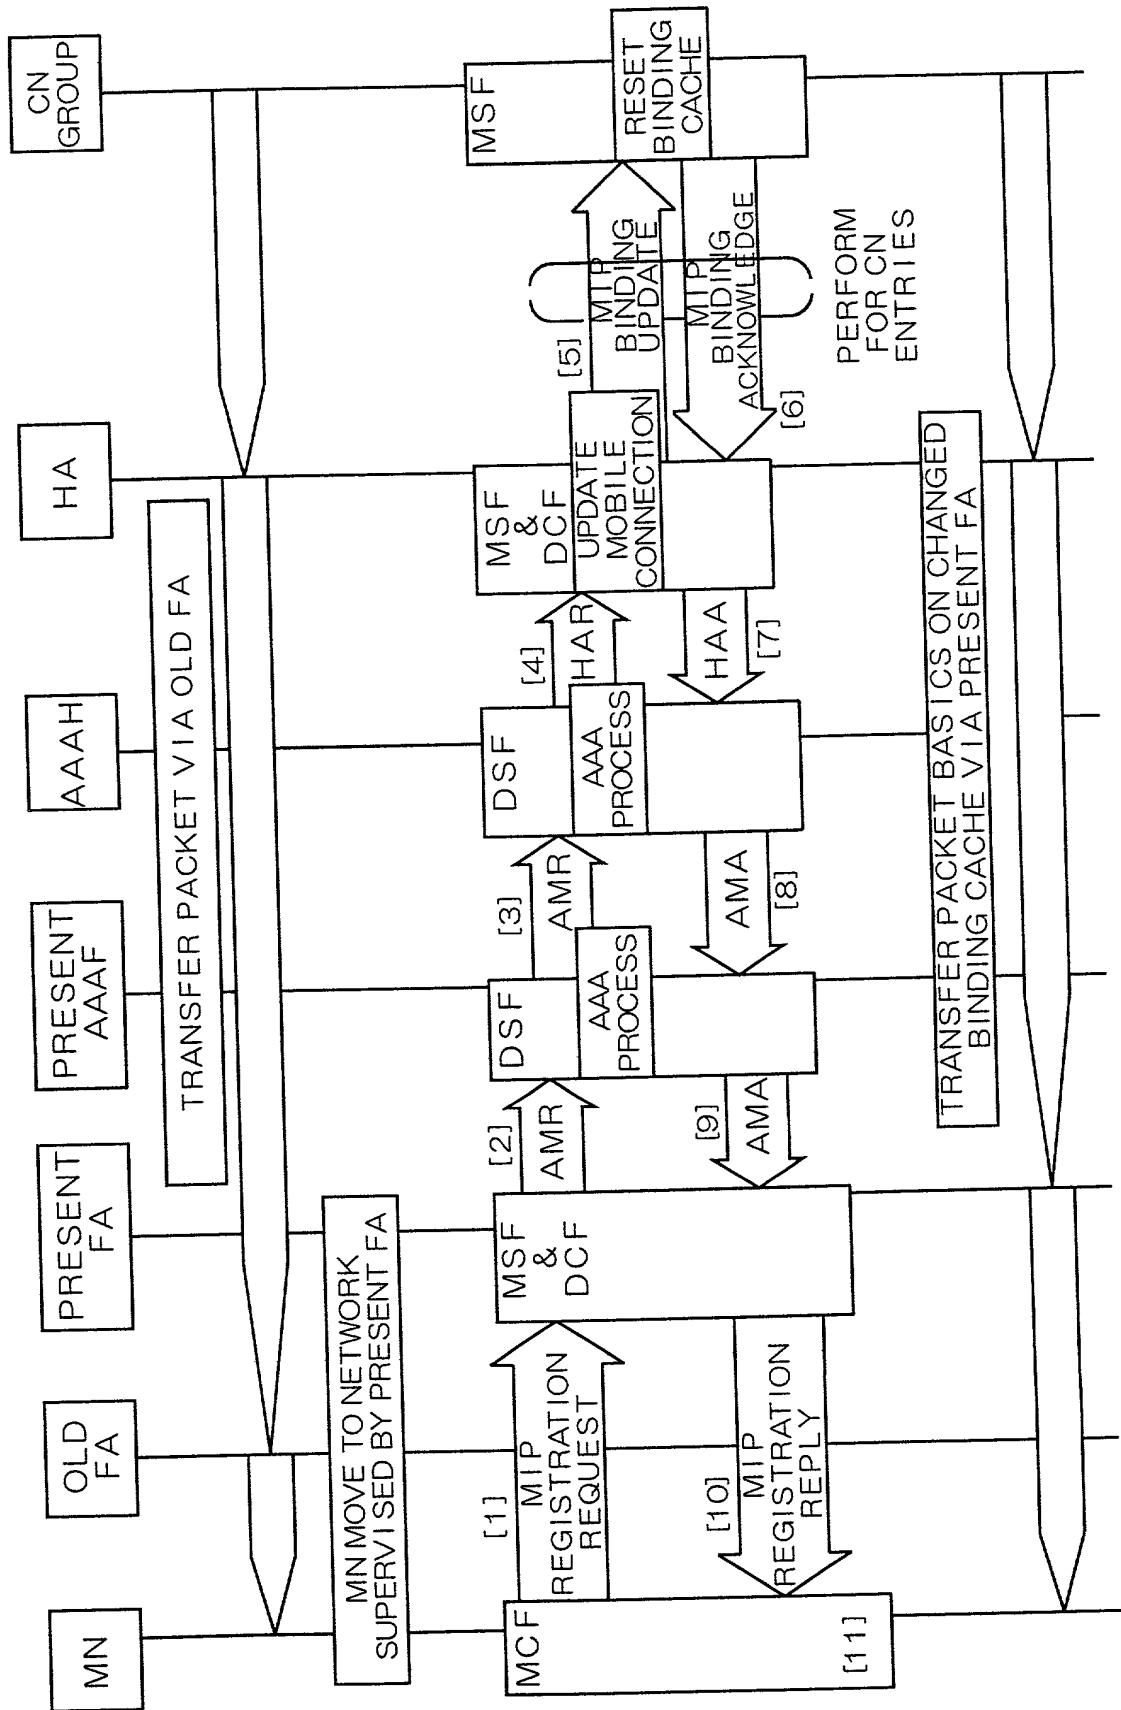 MN
OLD
FA
PRESENT
FA
PRESENT
AAAF
AAAH
HA
CN
GROUP
TRANSFER PACKET VIA OLD FA
MN MOVE TO NETWORK
SUPERVISED BY PRESENT FA
MCF
[1]
MIP
REGISTRATION
REQUEST
MSF
&
DCF
[2]
AMR
DSF
AAA
PROCESS
[3]
AMR
DSF
AAA
PROCESS
[4]
HAR
MSF
&
DCF
UPDATE
MOBILE
CONNECTION
[5]
MIP
BINDING
UPDATE
MSF
RESET
BINDING
CACHE
MIP
BINDING
ACKNOWLEDGE
[6]
PERFORM
FOR CN
ENTRIES
HAA
[7]
AMA
[8]
[9]
AMA
[10]
MIP
REGISTRATION
REPLY
[11]
TRANSFER PACKET BASICS ON CHANGED
BINDING CACHE VIA PRESENT FA